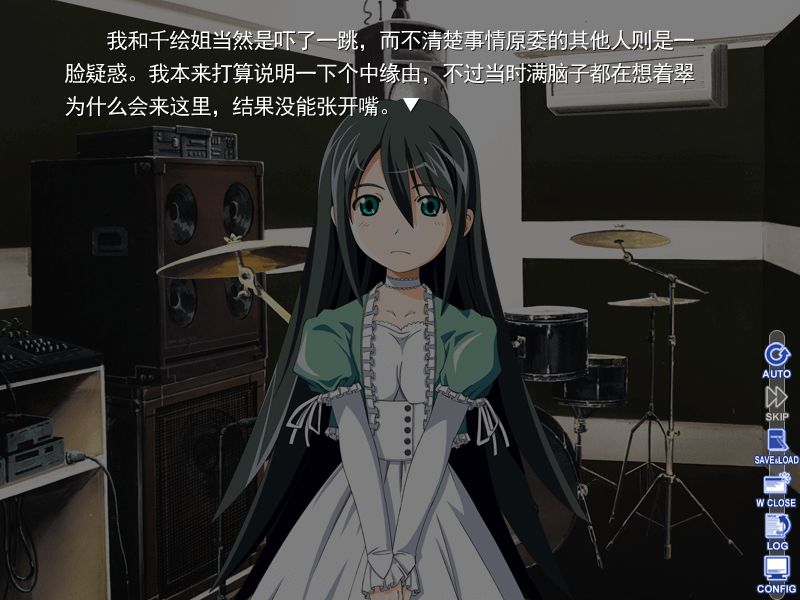 我和千绘姐当然是吓了一跳，而不清楚事情原委的其他人则是一
脸疑惑。我本来打算说明一下个中缘由，不过当时满脑子都在想着翠
为什么会来这里，结果没能张开嘴。
AUTO
SKIP
SAVE&LOAD
W CLOSE
LOG
CONFIG